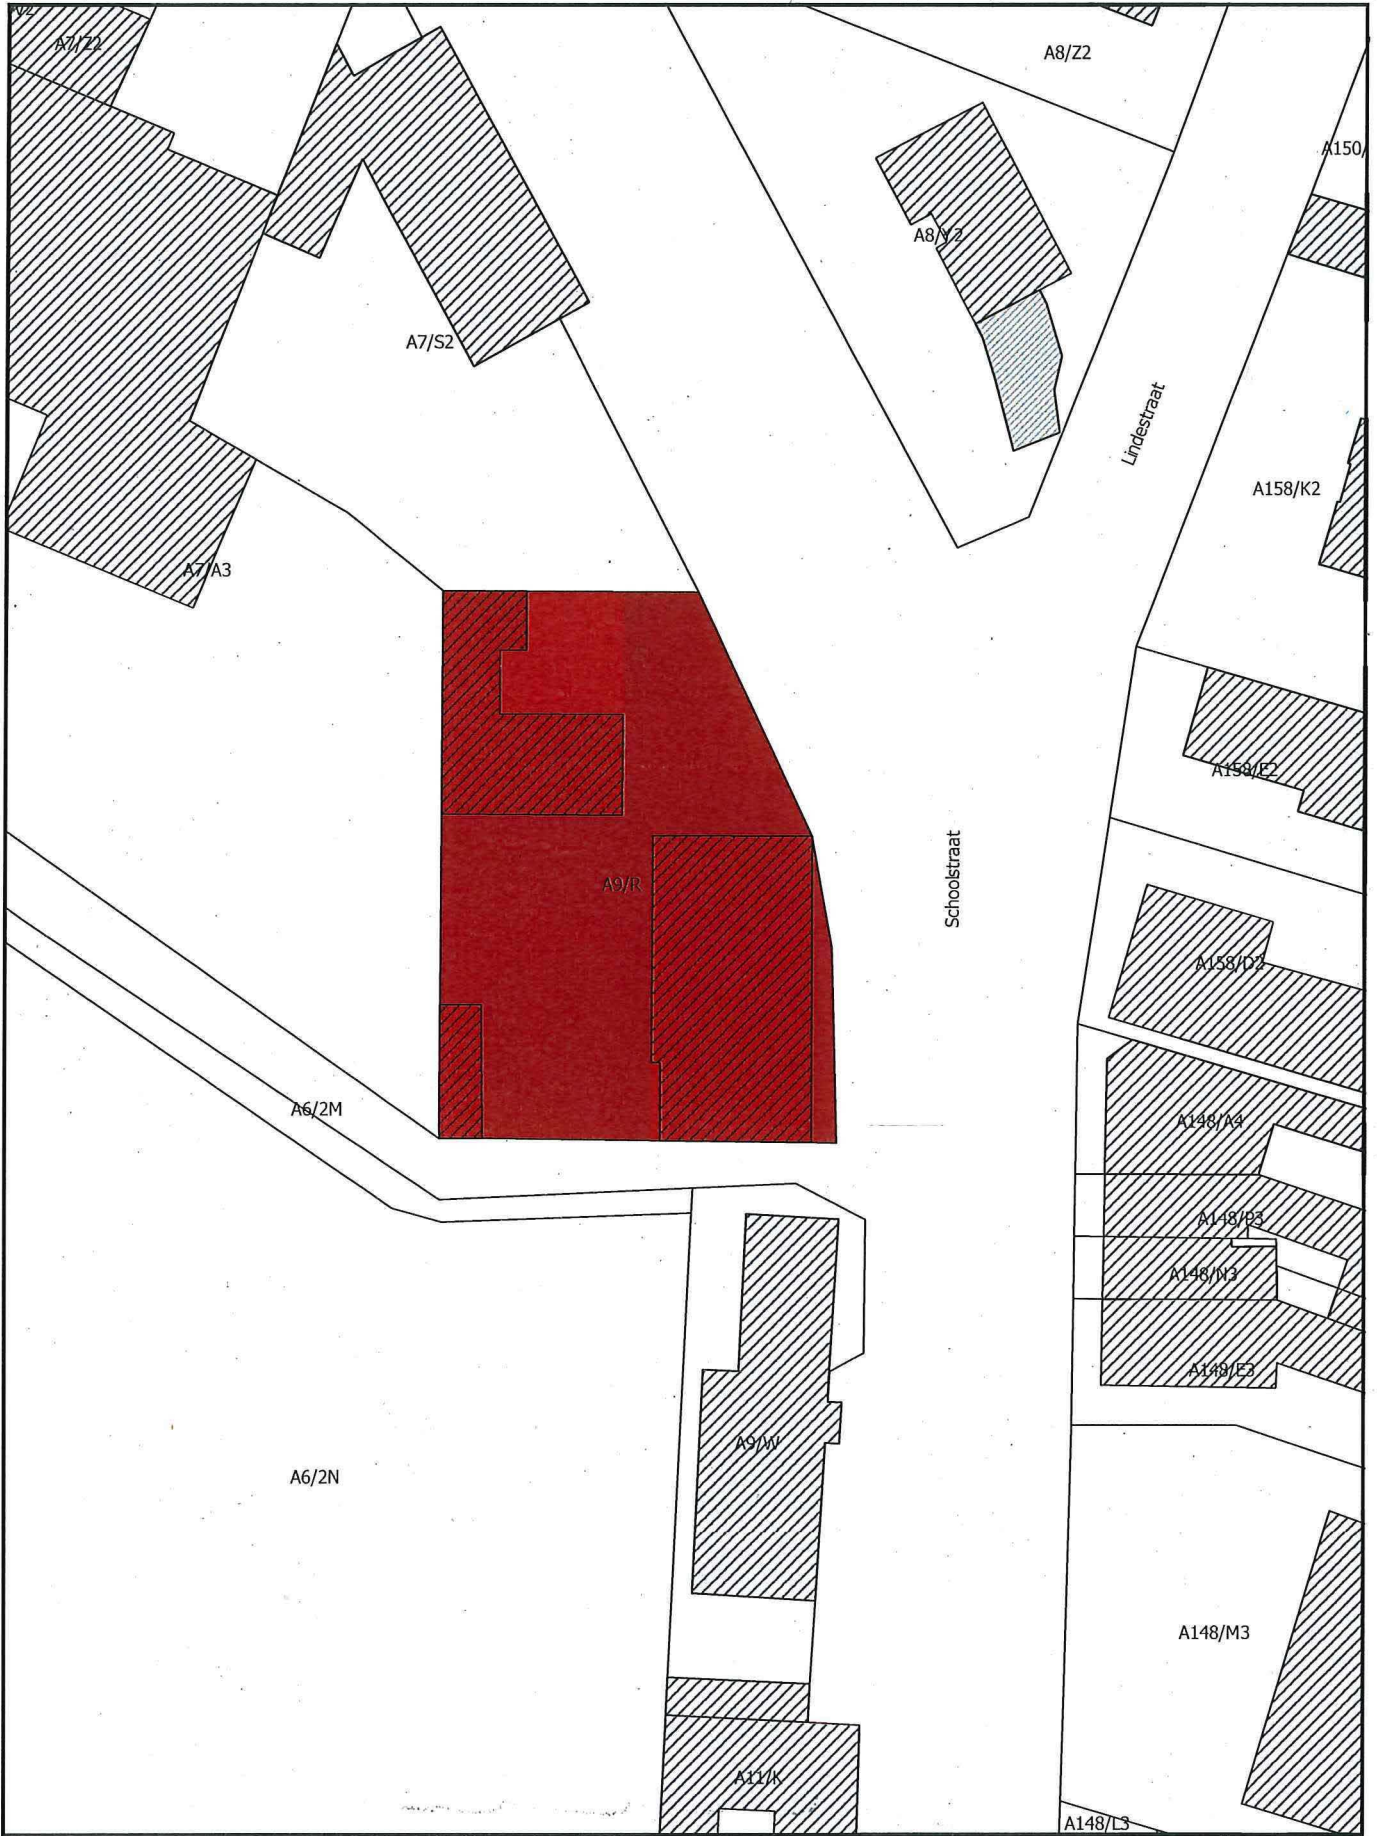 A7/Z2
A8/Z2
A150/
A8/Y2
A7/S2
Lindestraat
A158/K2
A7/A3
A158/E2
A9/R
Schoolstraat
A158/D2
A6/2M
A148/A4
A148/P3
A148/N3
A148/E3
A9/W
A6/2N
A148/M3
A11/K
A148/L3